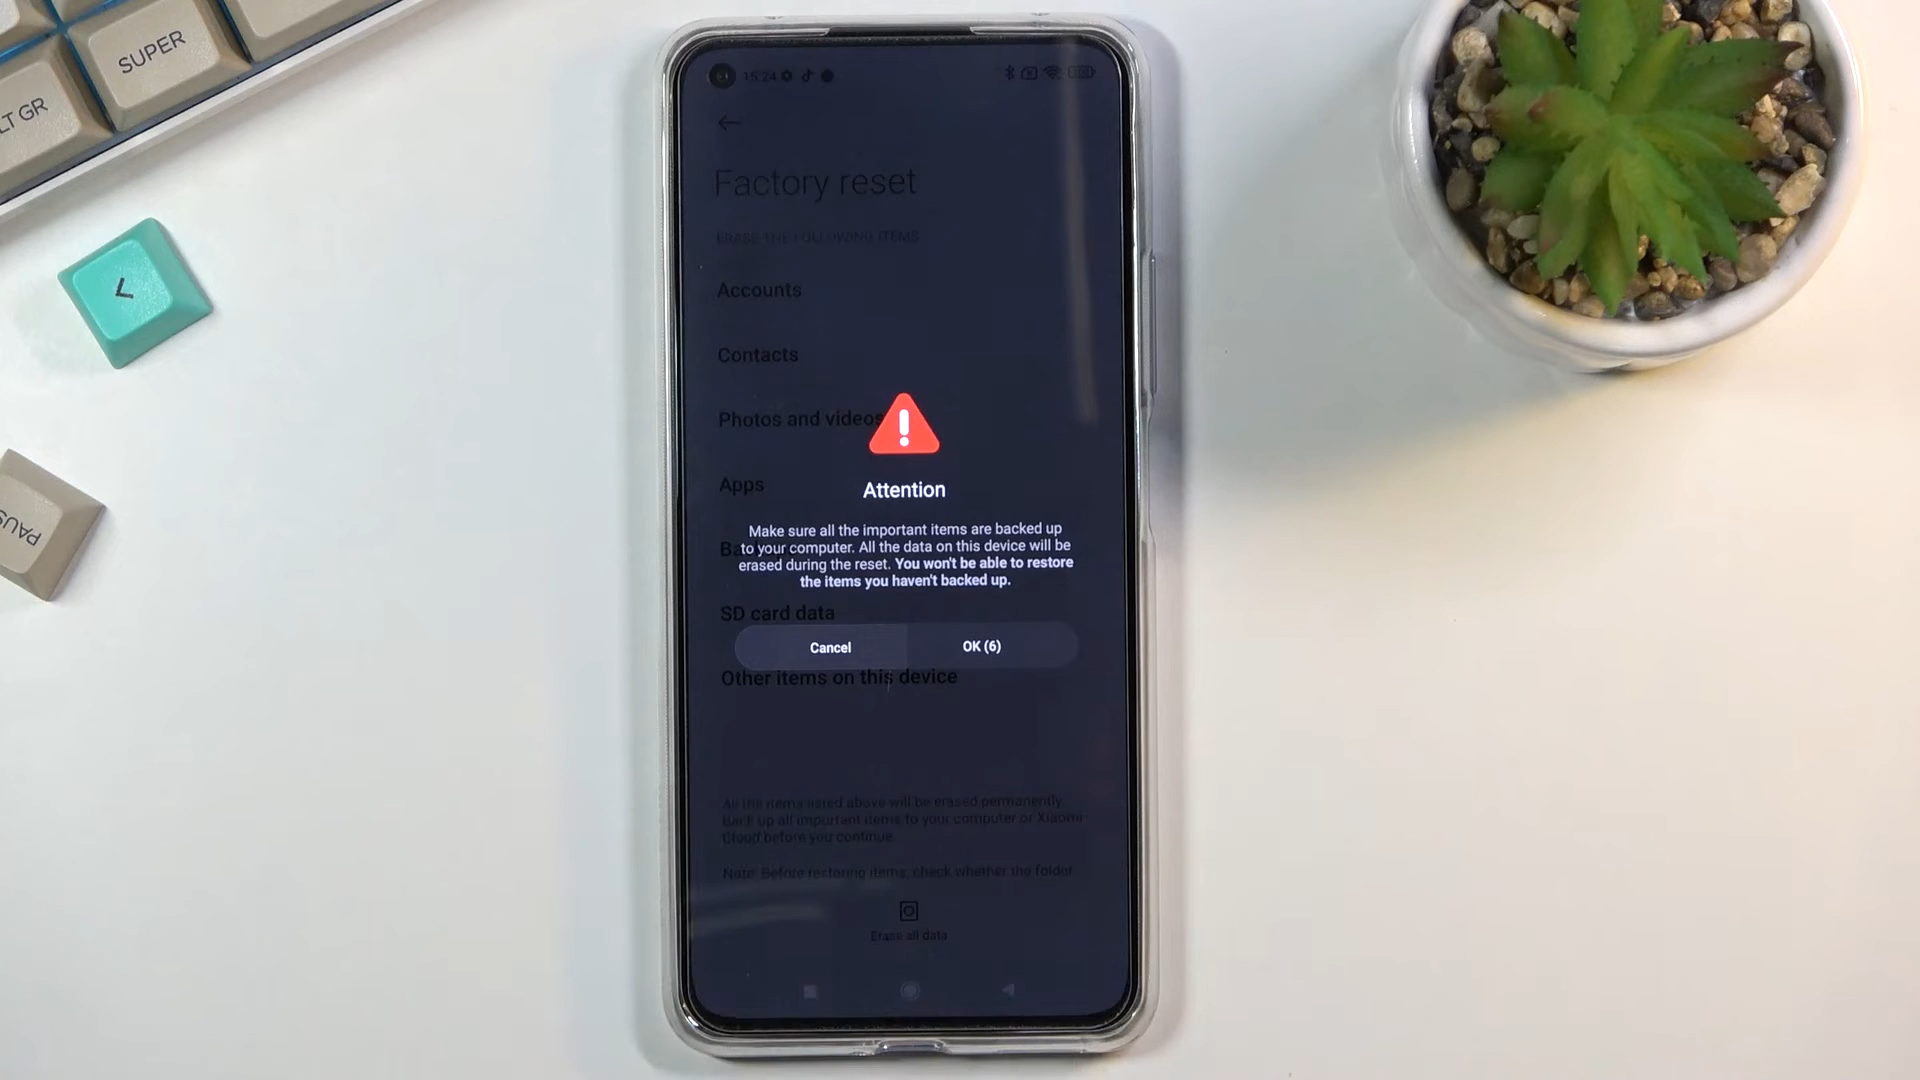 SUPER
LT GR
<
PAUS
15:24
Factory reset
ERASE THE FOLLOWING ITEMS
Accounts
Contacts
Photos and videos
Apps
Attention
Make sure all the important items are backed up
to your computer. All the data on this device will be
erased during the reset. You won't be able to restore
the items you haven't backed up.
SD card data
Cancel
OK (6)
Other items on this device
All the items listed above will be erased permanently.
Back up all important items to your computer or Xiaomi
Cloud before you continue.
Note: Before restoring items, check whether the folder
Erase all data